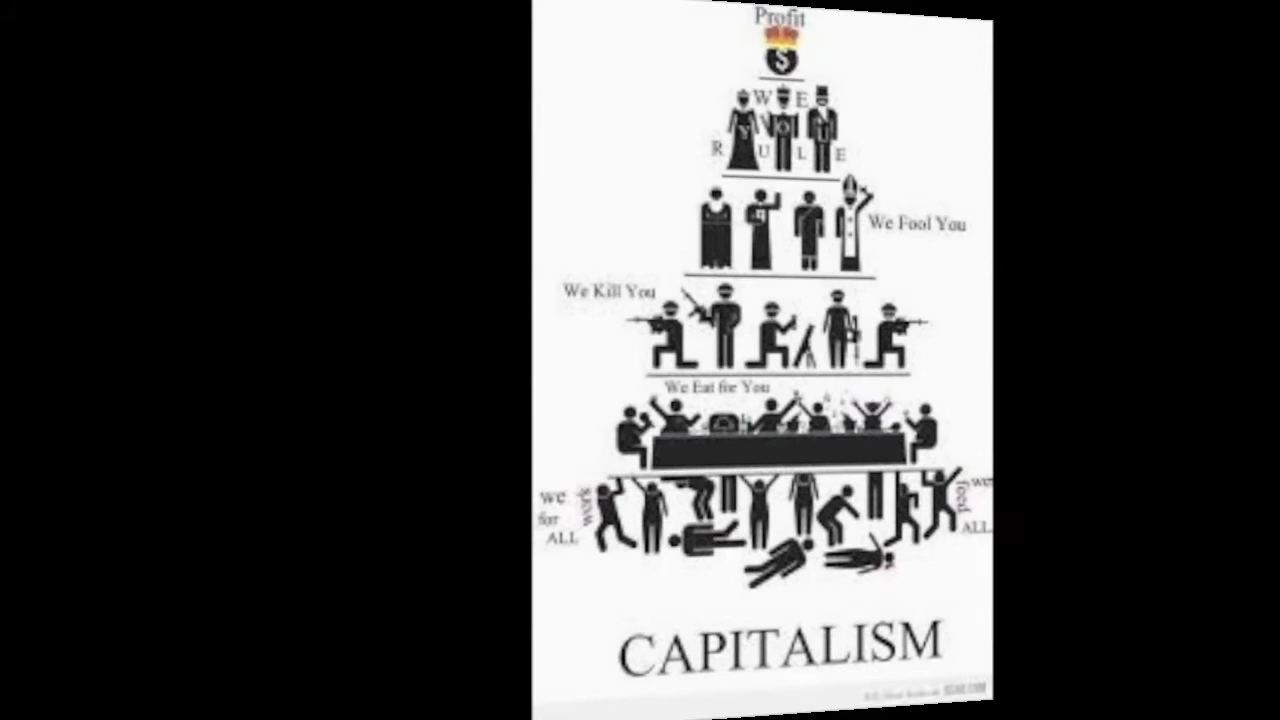 Profit
$
WE
RULE
YOU
We Fool You
We Kill You
We Eat for You
we work
for
ALL
we
feed
ALL
CAPITALISM